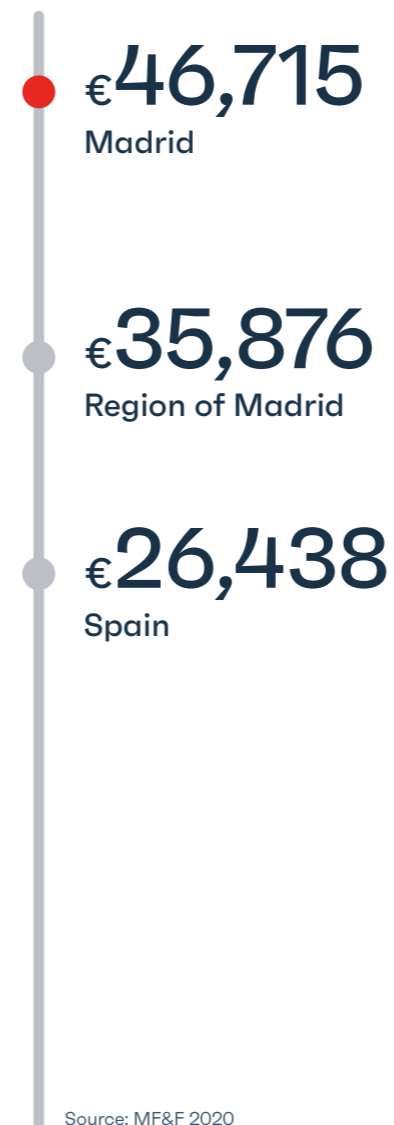 €46,715
Madrid
€35,876
Region of Madrid
€26,438
Spain
Source: MF&F 2020